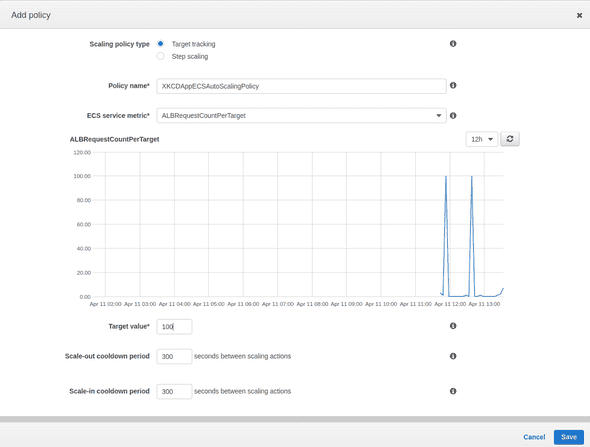 Add policy
Scaling policy type
Target tracking
Step scaling
Policy name*
XKCDAppECSAutoScalingPolicy
ECS service metric*
ALBRequestCountPerTarget
ALBRequestCountPerTarget
12h
120.00
100.00
80.00
60.00
40.00
20.00
0.00
Apr 11 02:00 Apr 11 03:00 Apr 11 04:00 Apr 11 05:00 Apr 11 06:00 Apr 11 07:00 Apr 11 08:00 Apr 11 09:00 Apr 11 10:00 Apr 11 11:00 Apr 11 12:00 Apr 11 13:00
Target value*
100
Scale-out cooldown period
300
seconds between scaling actions
Scale-in cooldown period
300
seconds between scaling actions
Cancel
Save